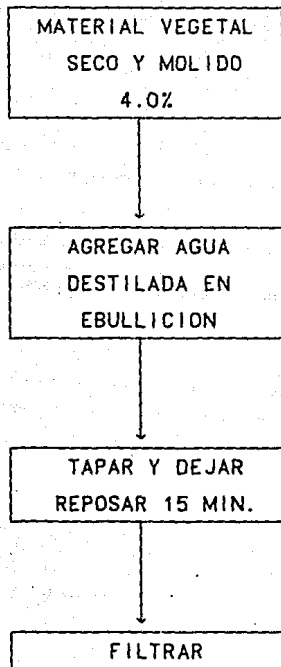 MATERIAL VEGETAL
SECO Y MOLIDO
4.0%
AGREGAR AGUA
DESTILADA EN
EBULLICION
TAPAR Y DEJAR
REPOSAR 15 MIN.
FILTRAR